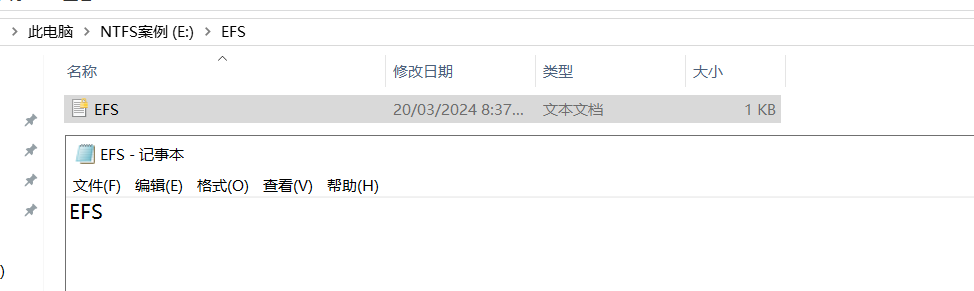 此电脑 > NTFS案例 (E:) > EFS
名称 修改日期 类型 大小
EFS 20/03/2024 8:37... 文本文档 1 KB
EFS - 记事本
文件(F) 编辑(E) 格式(O) 查看(V) 帮助(H)
EFS
)